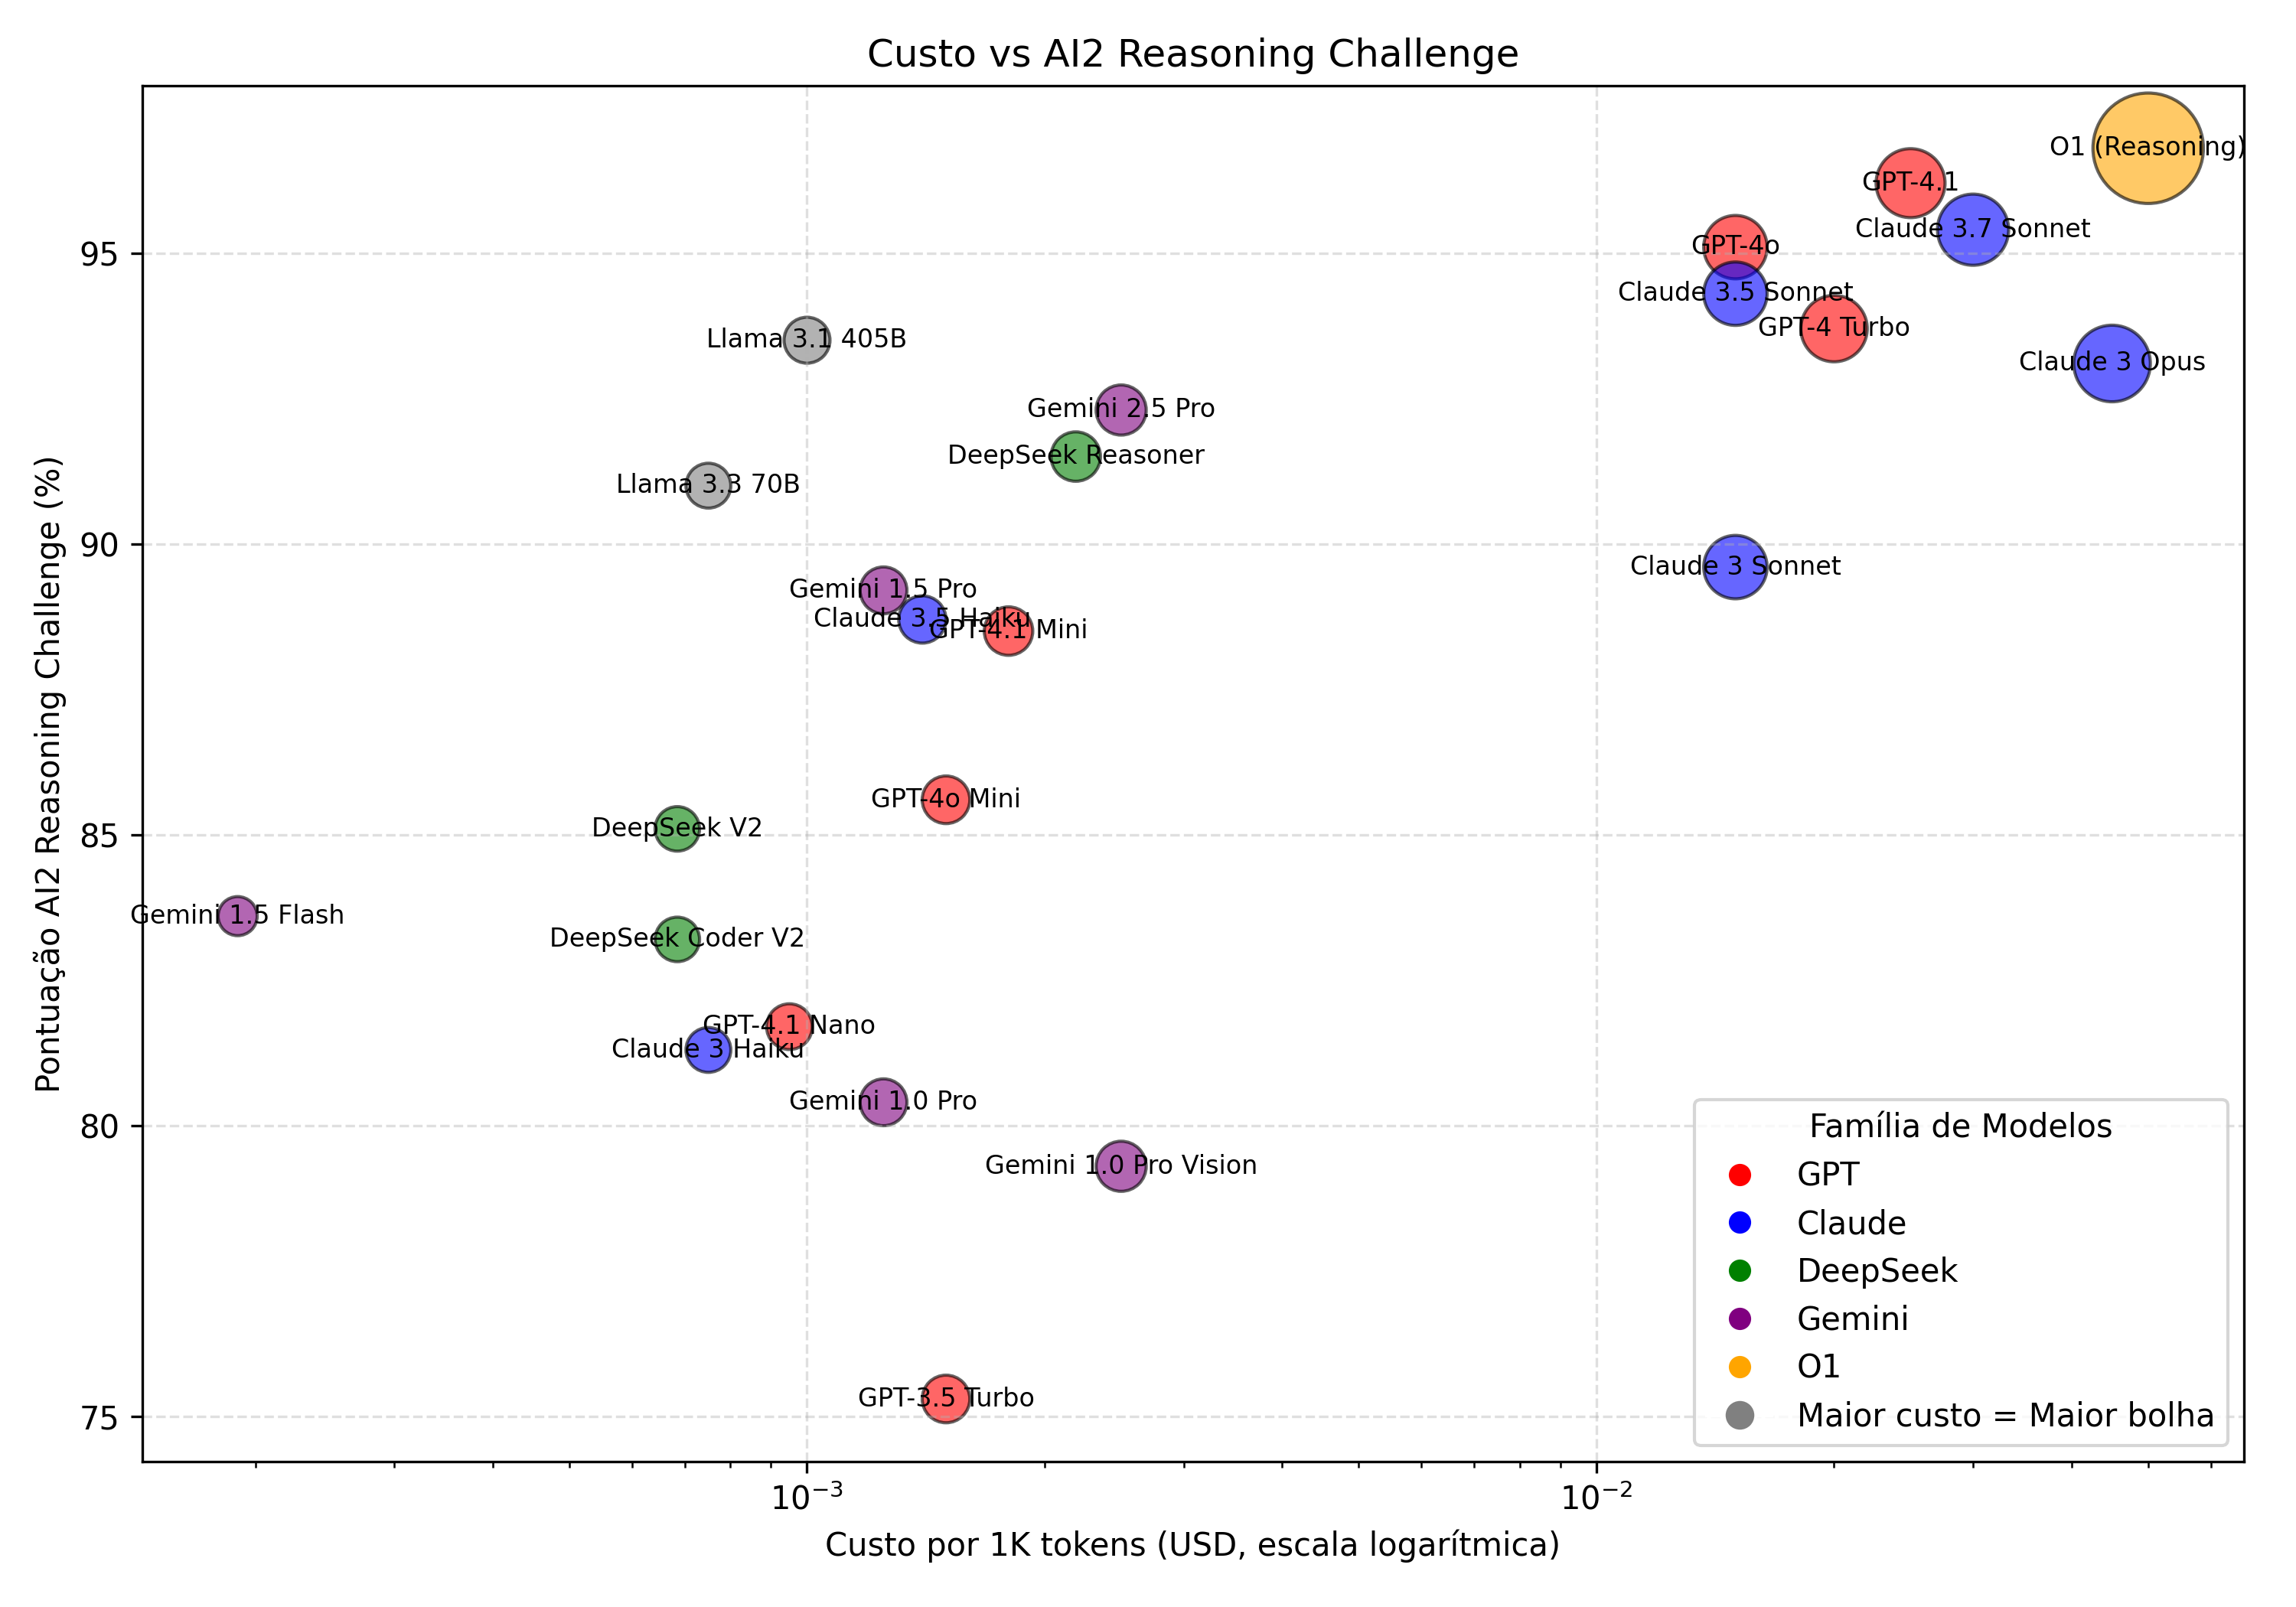 Custo vs AI2 Reasoning Challenge
O1 (Reasoning)
GPT-4.1
Claude 3.7 Sonnet
GPT-4o
Claude 3.5 Sonnet
GPT-4 Turbo
Llama 3.1 405B
Claude 3 Opus
Gemini 2.5 Pro
DeepSeek Reasoner
Llama 3.3 70B
Claude 3 Sonnet
Gemini 1.5 Pro
Claude 3.5 Haiku
GPT-4.1 Mini
GPT-4o Mini
DeepSeek V2
Gemini 1.5 Flash
DeepSeek Coder V2
GPT-4.1 Nano
Claude 3 Haiku
Gemini 1.0 Pro
Gemini 1.0 Pro Vision
GPT-3.5 Turbo
95
90
85
80
75
Pontuação AI2 Reasoning Challenge (%)
Família de Modelos
GPT
Claude
DeepSeek
Gemini
O1
Maior custo = Maior bolha
10⁻³
10⁻²
Custo por 1K tokens (USD, escala logarítmica)